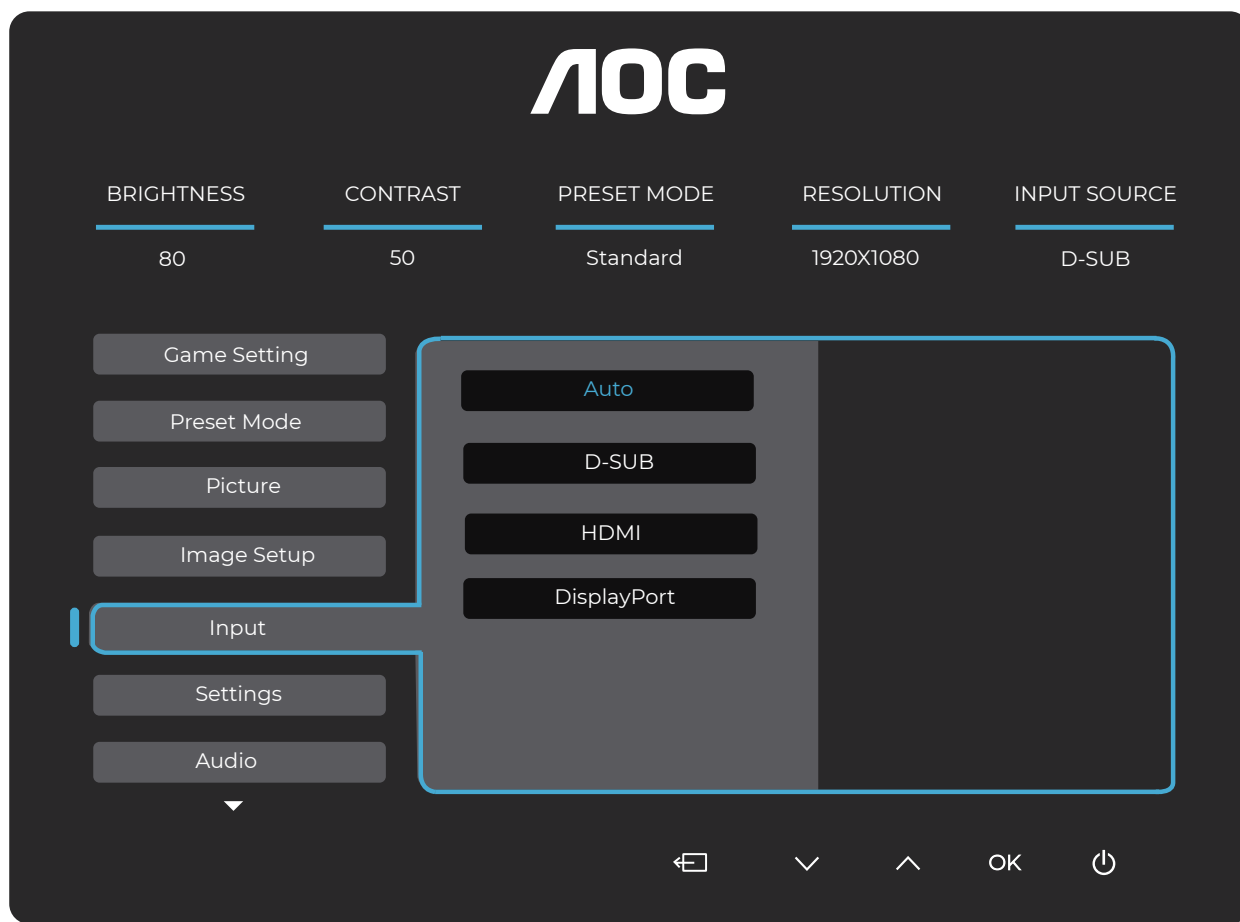 AOC
BRIGHTNESS CONTRAST PRESET MODE RESOLUTION INPUT SOURCE
80 50 Standard 1920X1080 D-SUB
Game Setting
Auto
Preset Mode
D-SUB
Picture
HDMI
Image Setup
DisplayPort
Input
Settings
Audio
OK